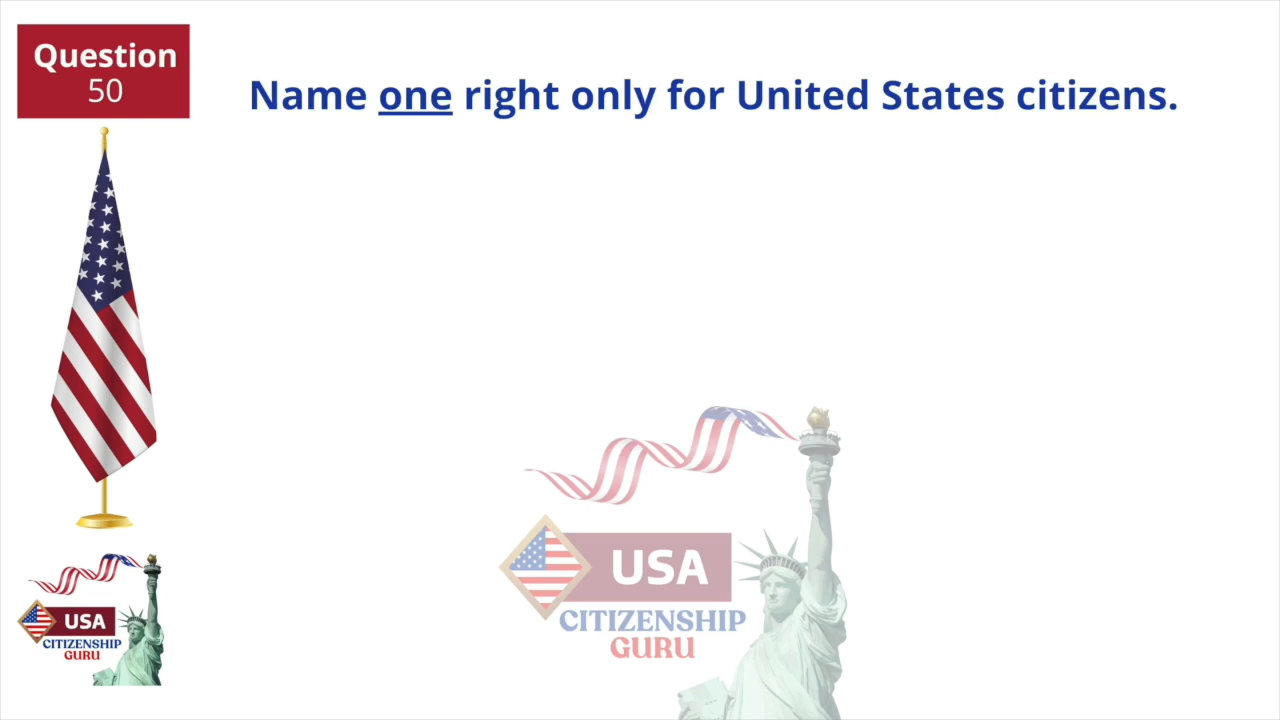 Question
50
Name one right only for United States citizens.
USA
CITIZENSHIP
GURU
USA
CITIZENSHIP
GURU